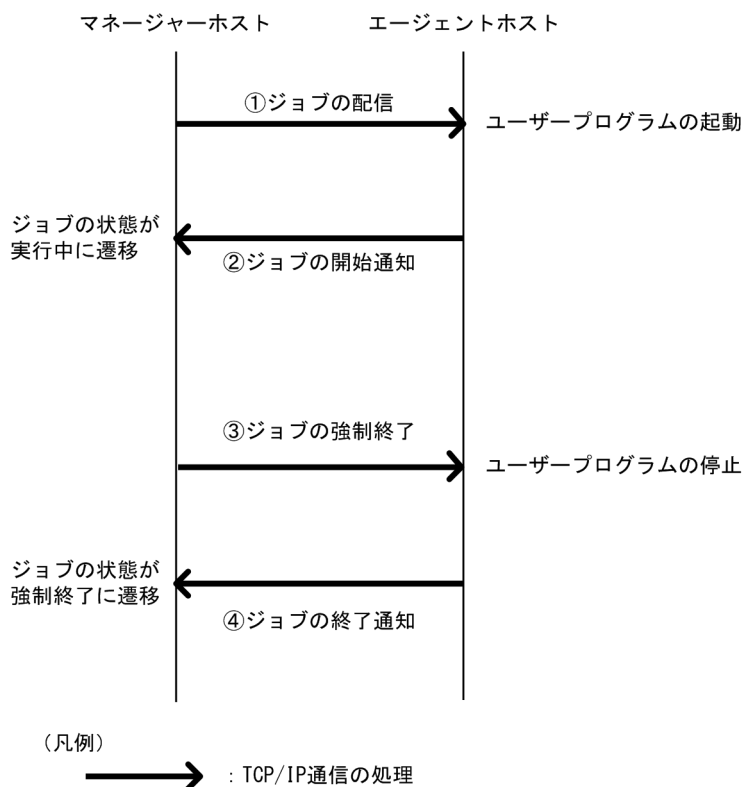 マネージャーホスト
エージェントホスト
①ジョブの配信
ユーザープログラムの起動
ジョブの状態が
実行中に遷移
②ジョブの開始通知
③ジョブの強制終了
ユーザープログラムの停止
ジョブの状態が
強制終了に遷移
④ジョブの終了通知
(凡例)
：TCP/IP通信の処理